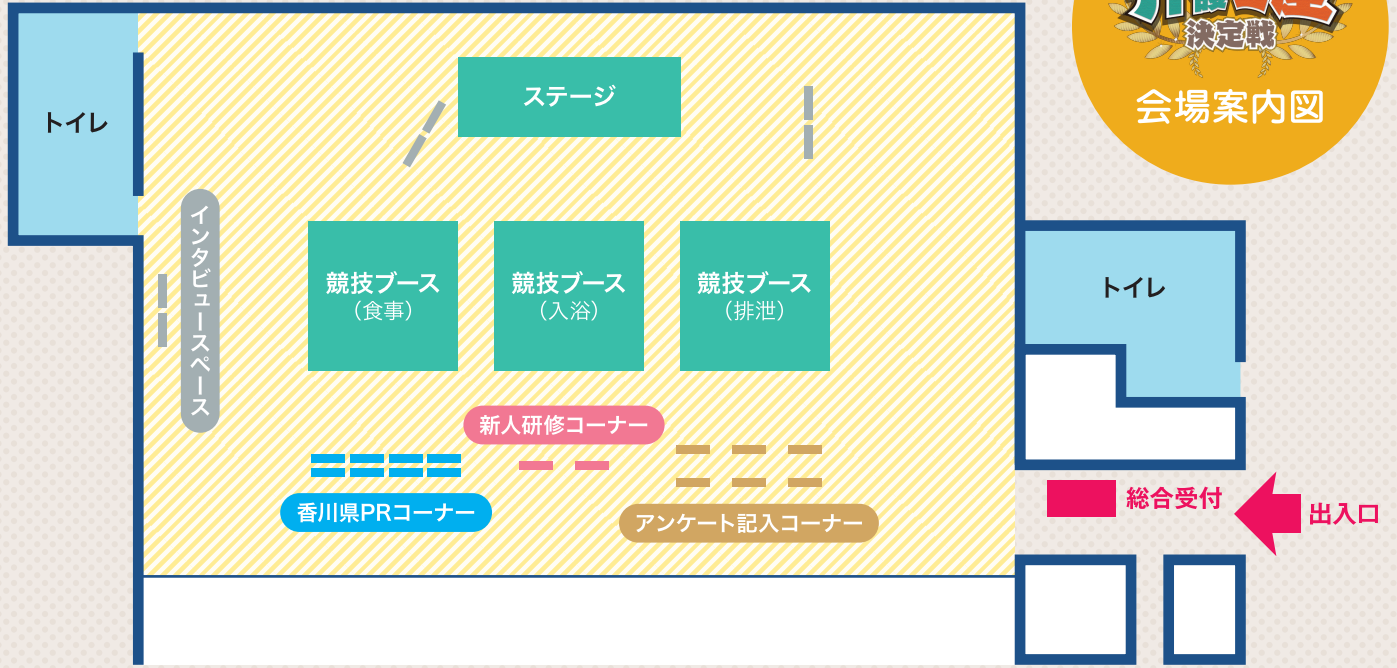 決定戦
会場案内図
トイレ
ステージ
インタビュースペース
競技ブース
（食事）
競技ブース
（入浴）
競技ブース
（排泄）
トイレ
新人研修コーナー
香川県PRコーナー
アンケート記入コーナー
総合受付
出入口